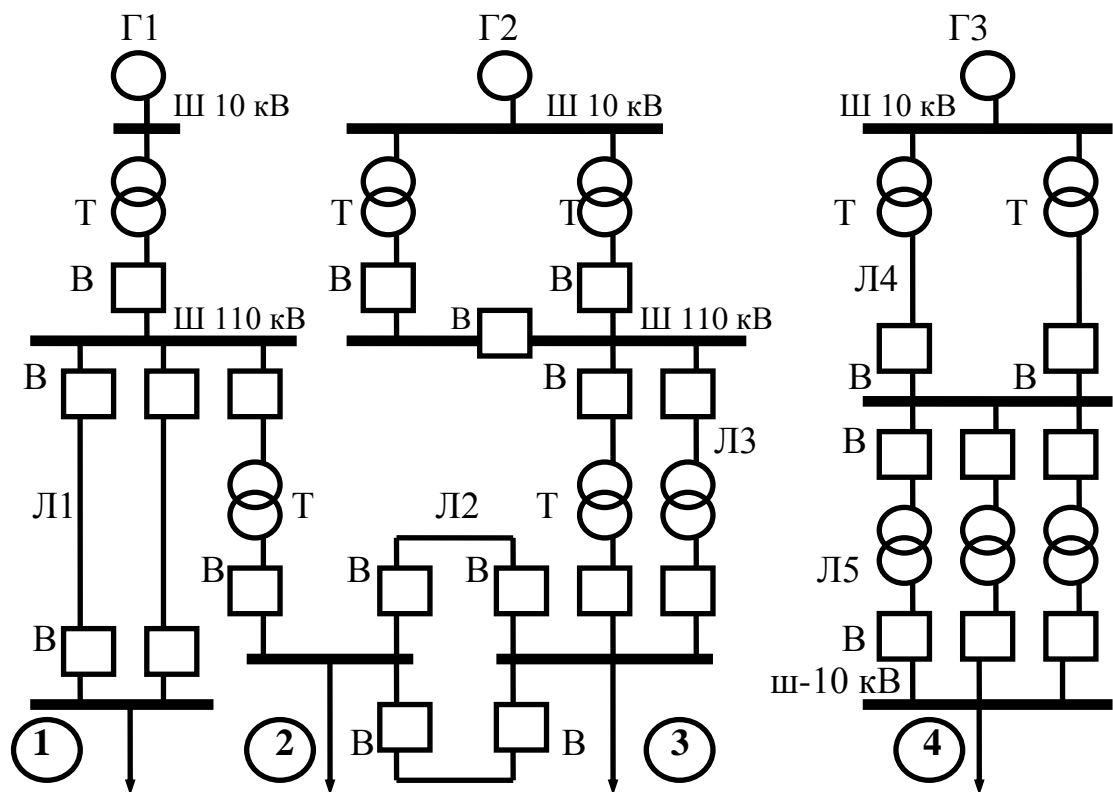 Г1 Г2 Г3
Ш 10 кВ Ш 10 кВ Ш 10 кВ
Т Т Т Т Т
Л4
В В В
Ш 110 кВ Ш 110 кВ
В В В В
В
Л3
Л1 Т Л2 Т
Л5
В В В
В В
ш-10 кВ
1 2 В В 3 4